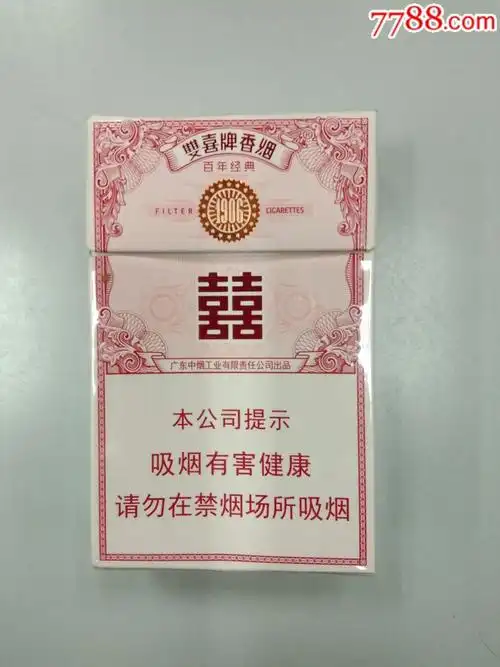 7788.com
雙喜牌香烟
百年经典
FILTER 1906 CIGARETTES
囍
广东中烟工业有限责任公司出品
本公司提示
吸烟有害健康
请勿在禁烟场所吸烟